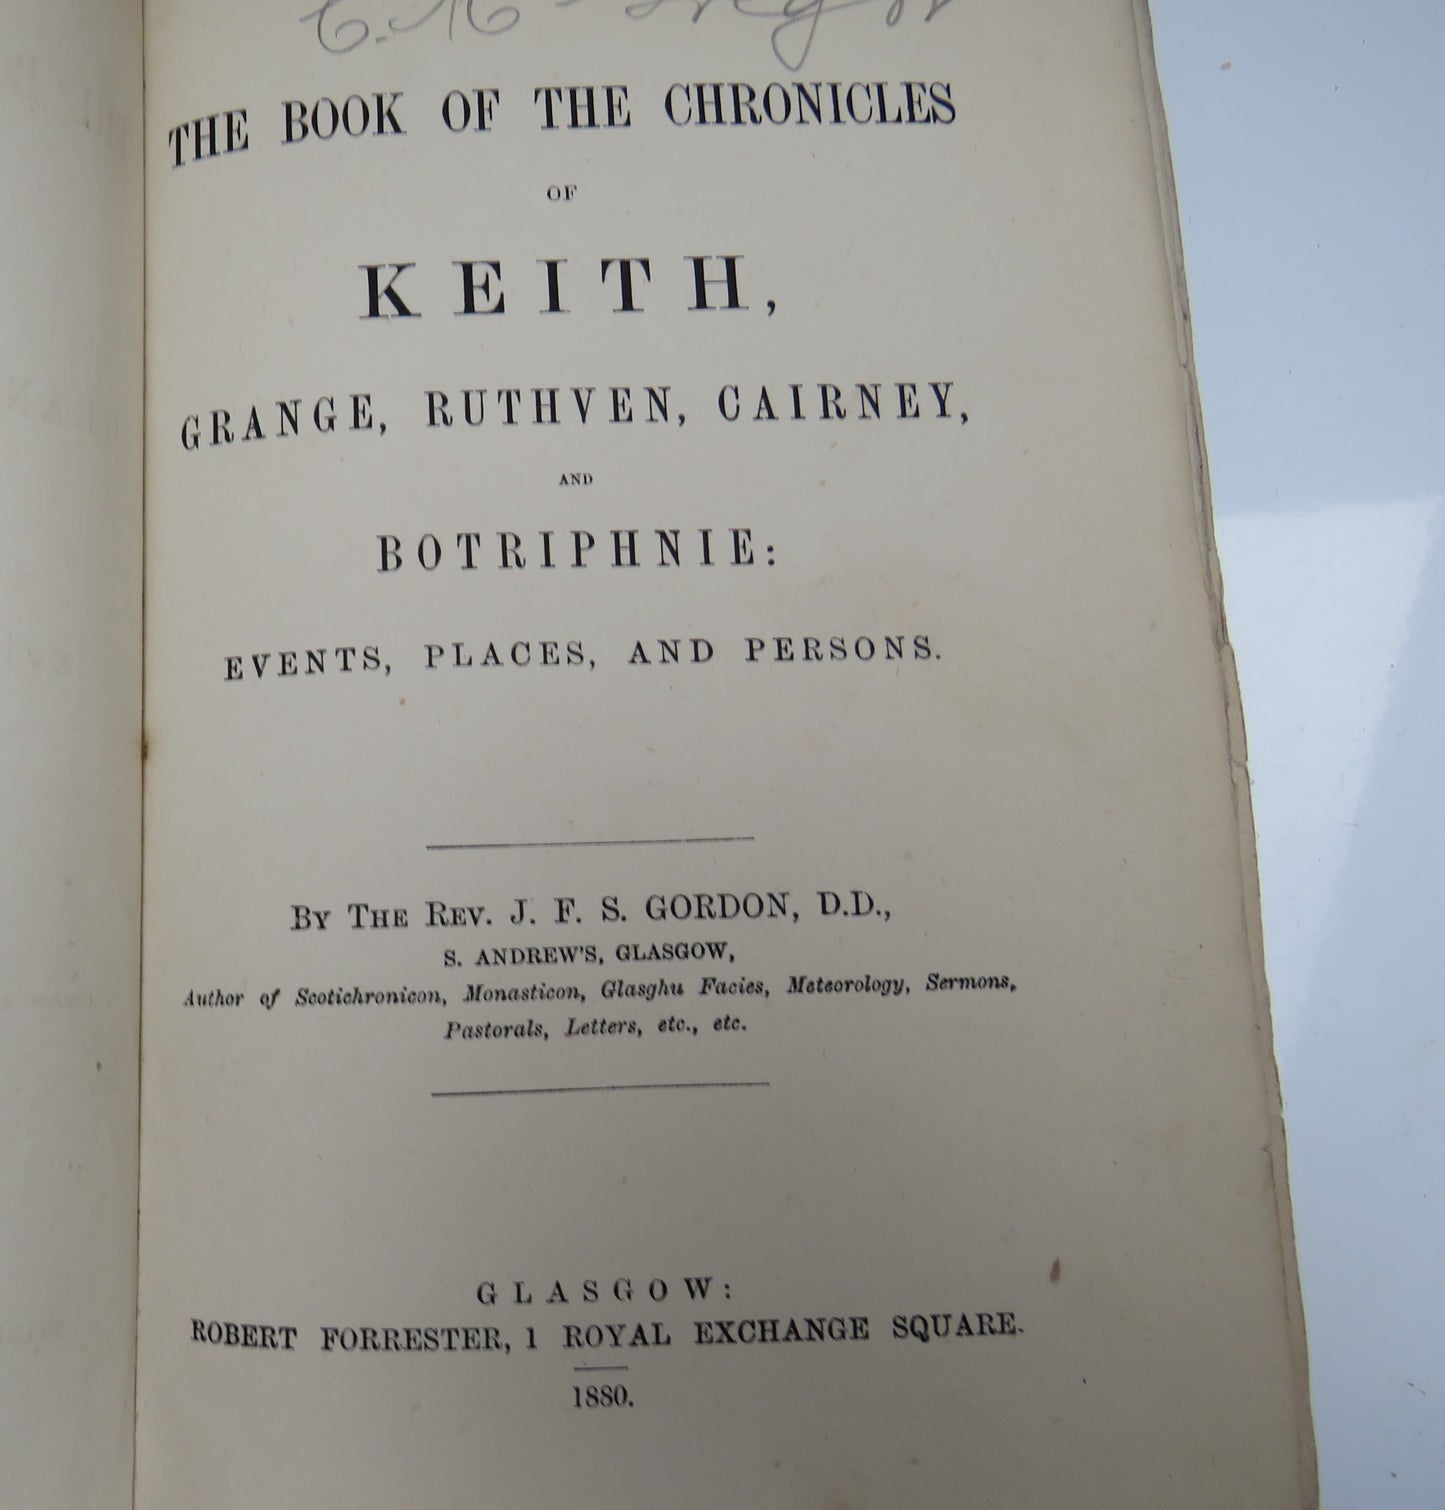 THE BOOK OF THE CHRONICLES
OF
KEITH,
GRANGE, RUTHVEN, CAIRNEY,
AND
BOTRIPHNIE:
EVENTS, PLACES, AND PERSONS.
BY THE REV. J. F. S. GORDON, D.D.,
S. ANDREW'S, GLASGOW,
Author of Scotichronicon, Monasticon, Glasghu Facies, Meteorology, Sermons,
Pastorals, Letters, etc., etc.
GLASGOW:
ROBERT FORRESTER, 1 ROYAL EXCHANGE SQUARE.
1880.